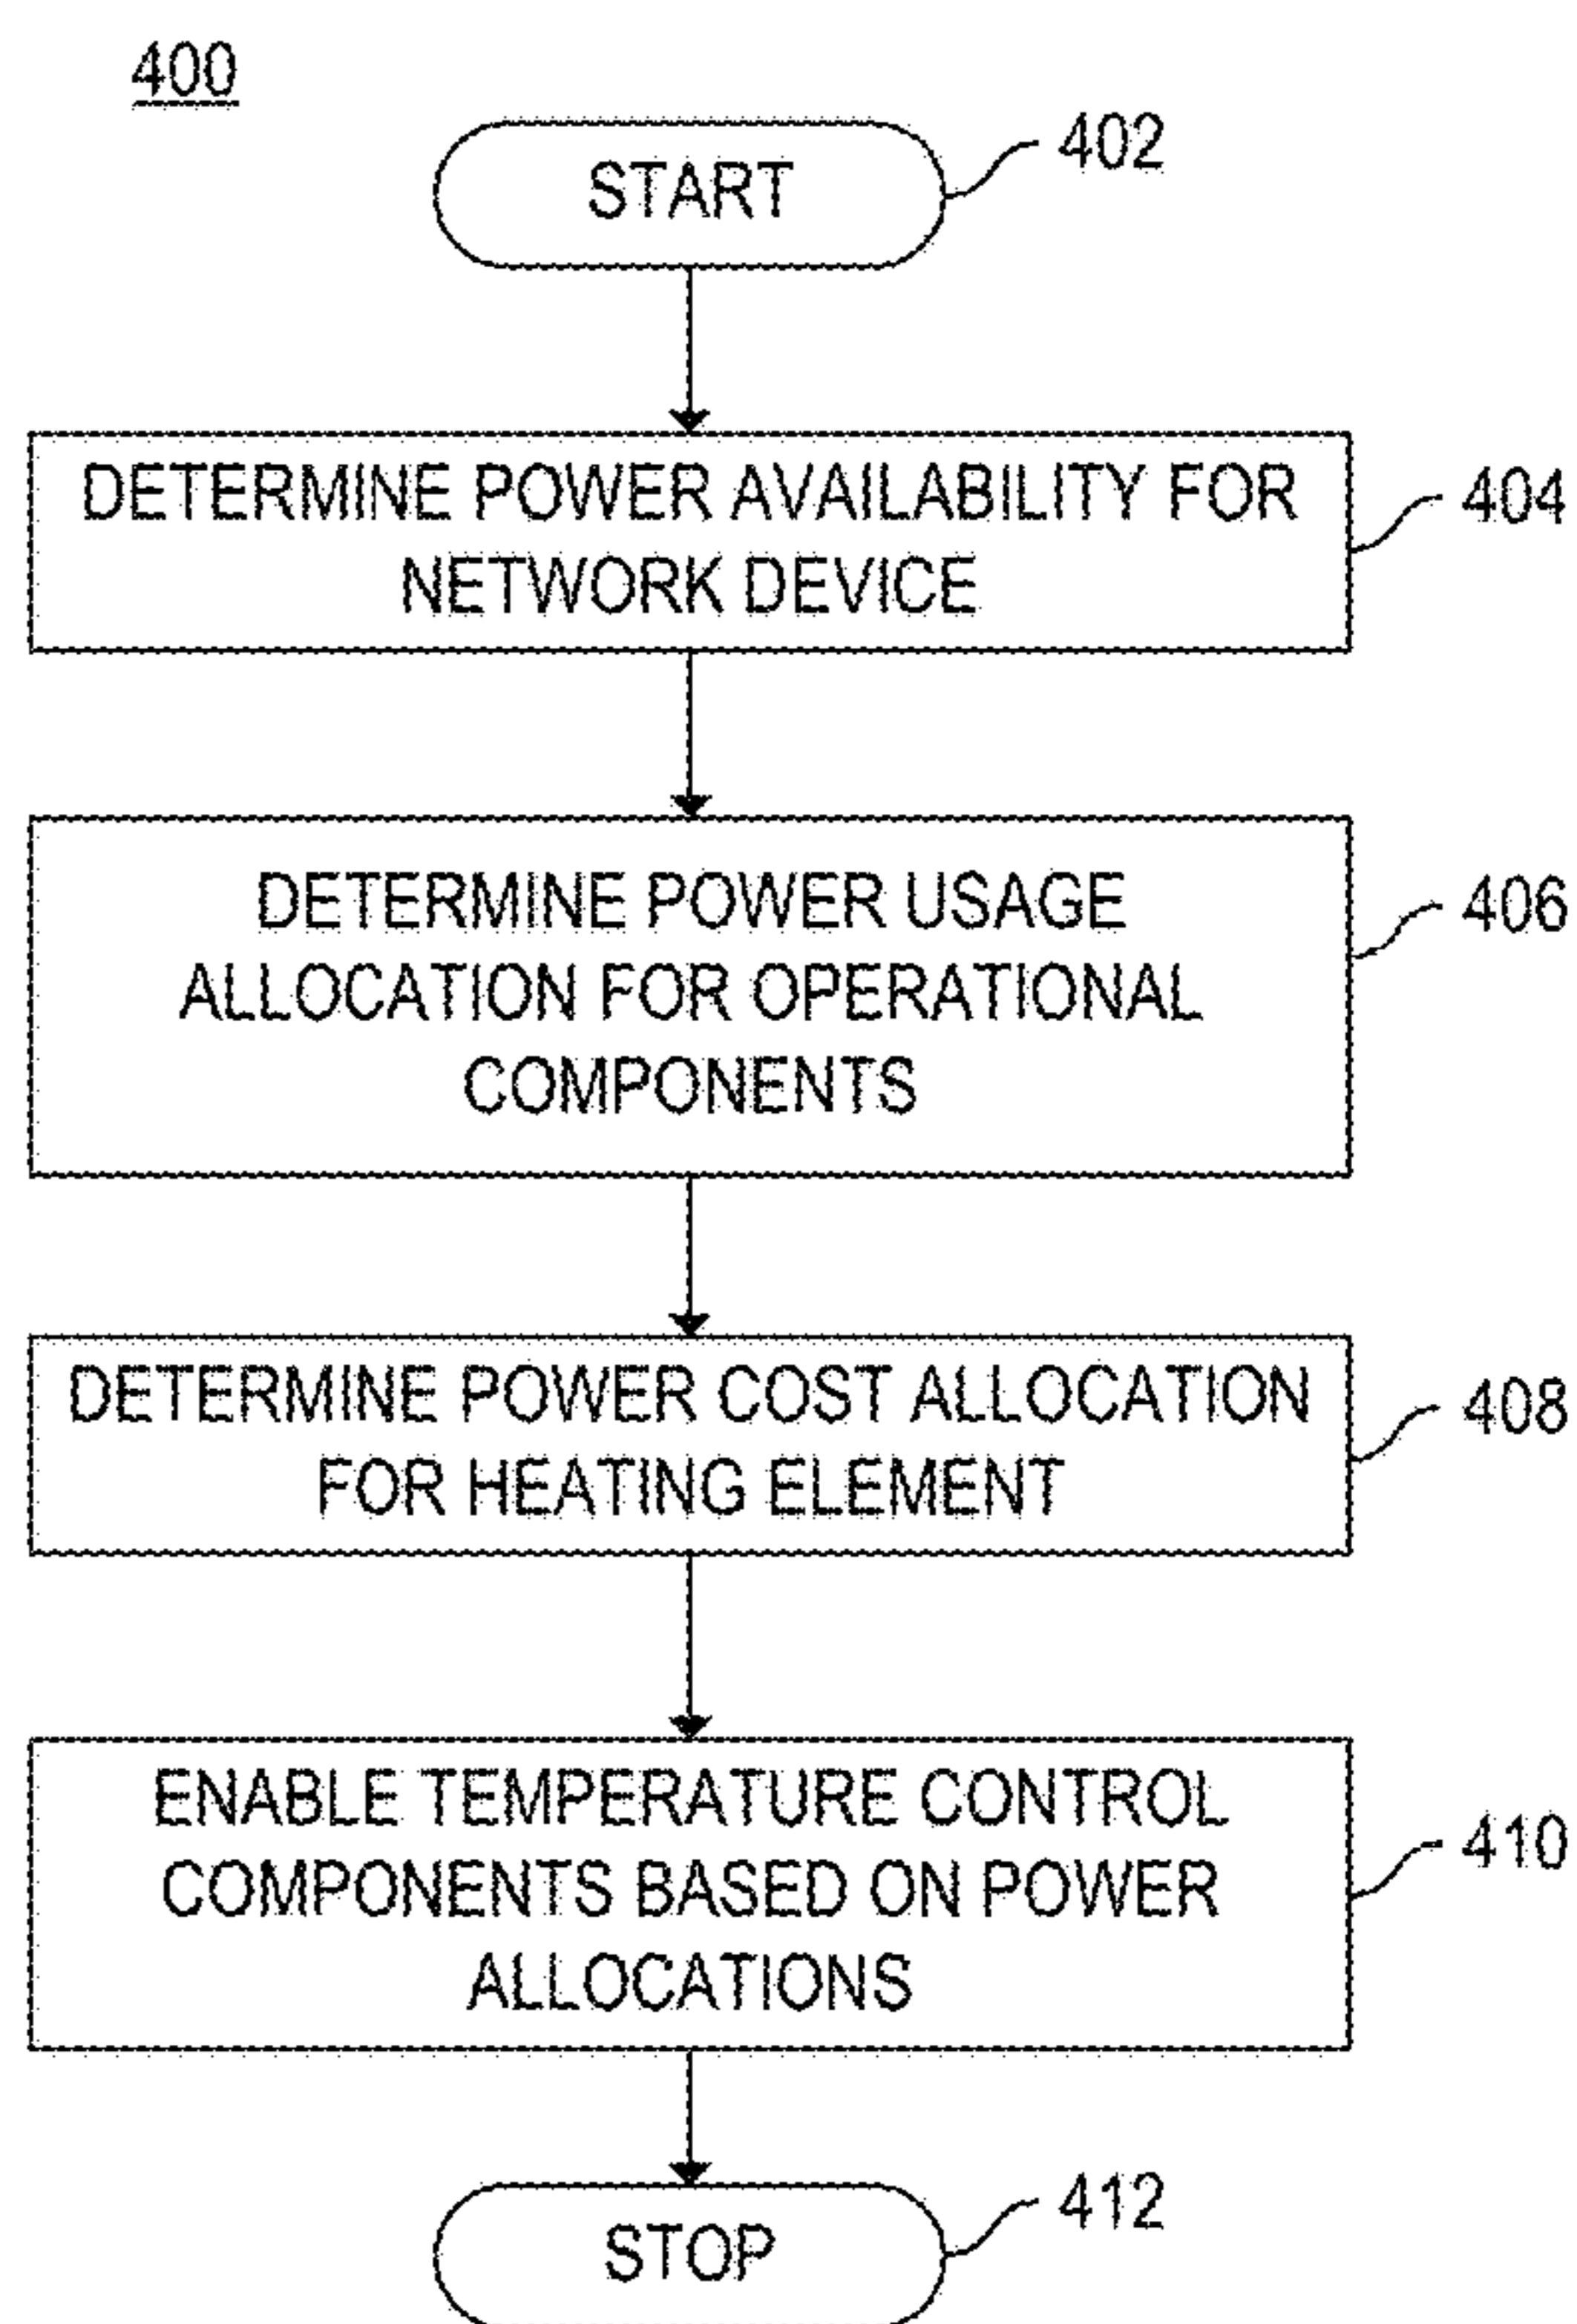 400
START
402
DETERMINE POWER AVAILABILITY FOR
NETWORK DEVICE
404
DETERMINE POWER USAGE
ALLOCATION FOR OPERATIONAL
COMPONENTS
406
DETERMINE POWER COST ALLOCATION
FOR HEATING ELEMENT
408
ENABLE TEMPERATURE CONTROL
COMPONENTS BASED ON POWER
ALLOCATIONS
410
STOP
412